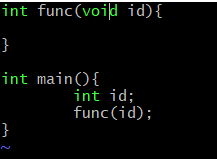 int func(void id){

}

int main(){
        int id;
        func(id);
}
~